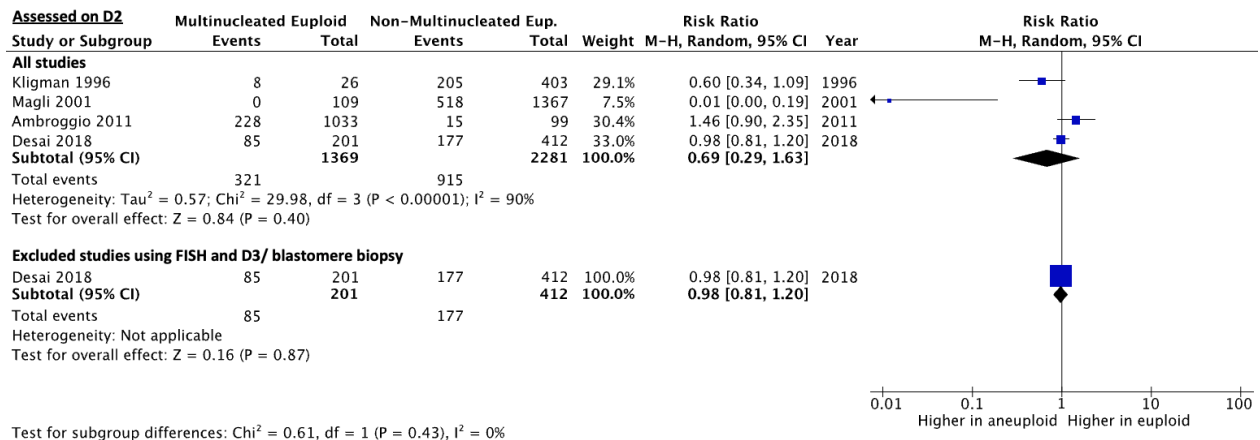 Assessed on D2 Multinucleated Euploid Non-Multinucleated Eup. Risk Ratio Risk Ratio
Study or Subgroup Events Total Events Total Weight M-H, Random, 95% CI Year M-H, Random, 95% CI
All studies
Kligman 1996 8 26 205 403 29.1% 0.60 [0.34, 1.09] 1996
Magli 2001 0 109 518 1367 7.5% 0.01 [0.00, 0.19] 2001
Ambroggio 2011 228 1033 15 99 30.4% 1.46 [0.90, 2.35] 2011
Desai 2018 85 201 177 412 33.0% 0.98 [0.81, 1.20] 2018
Subtotal (95% CI) 1369 2281 100.0% 0.69 [0.29, 1.63]
Total events 321 915
Heterogeneity: Tau² = 0.57; Chi² = 29.98, df = 3 (P < 0.00001); I² = 90%
Test for overall effect: Z = 0.84 (P = 0.40)
Excluded studies using FISH and D3/ blastomere biopsy
Desai 2018 85 201 177 412 100.0% 0.98 [0.81, 1.20] 2018
Subtotal (95% CI) 201 412 100.0% 0.98 [0.81, 1.20]
Total events 85 177
Heterogeneity: Not applicable
Test for overall effect: Z = 0.16 (P = 0.87)
0.01 0.1 1 10 100
Higher in aneuploid Higher in euploid
Test for subgroup differences: Chi² = 0.61, df = 1 (P = 0.43), I² = 0%